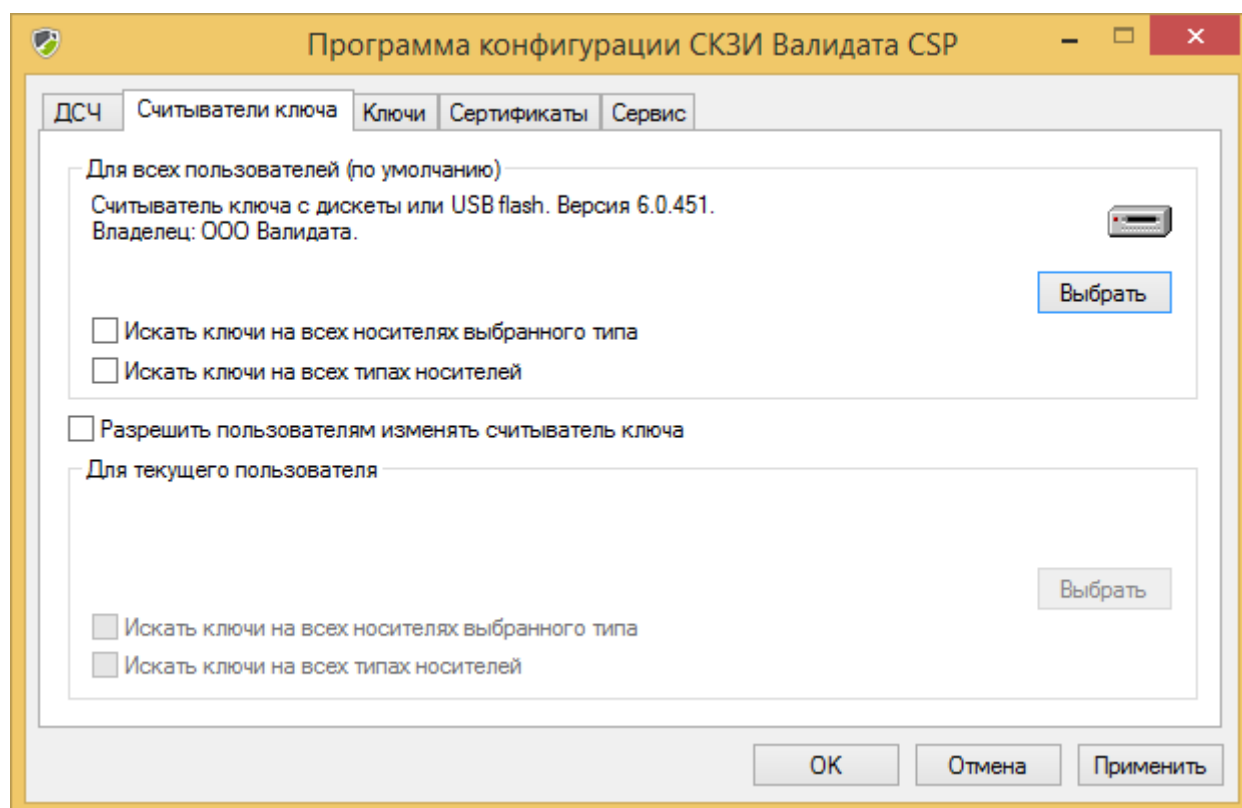 Программа конфигурации СКЗИ Валидата CSP
ДСЧ Считыватели ключа Ключи Сертификаты Сервис
Для всех пользователей (по умолчанию)
Считыватель ключа с дискеты или USB flash. Версия 6.0.451.
Владелец: ООО Валидата.
Выбрать
Искать ключи на всех носителях выбранного типа
Искать ключи на всех типах носителей
Разрешить пользователям изменять считыватель ключа
Для текущего пользователя
Выбрать
Искать ключи на всех носителях выбранного типа
Искать ключи на всех типах носителей
OK Отмена Применить